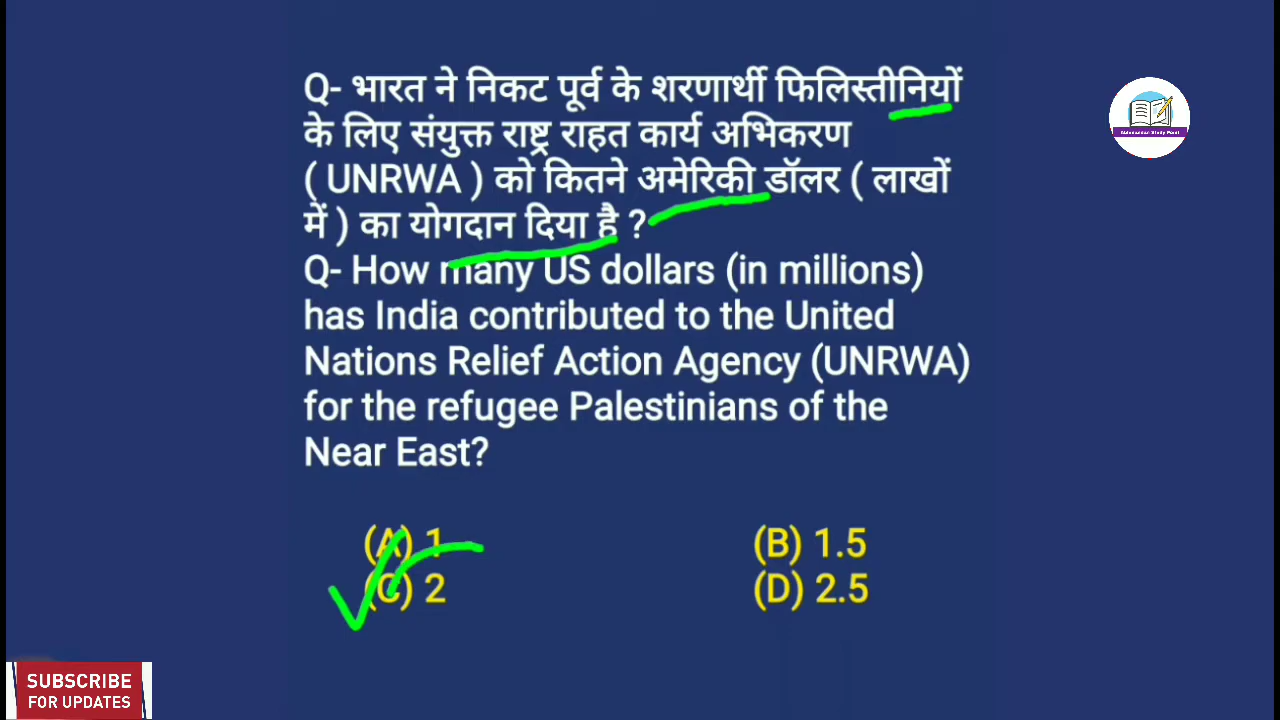 Q- भारत ने निकट पूर्व के शरणार्थी फिलिस्तीनियों
के लिए संयुक्त राष्ट्र राहत कार्य अभिकरण
( UNRWA ) को कितने अमेरिकी डॉलर ( लाखों
में ) का योगदान दिया है ?
Q- How many US dollars (in millions)
has India contributed to the United
Nations Relief Action Agency (UNRWA)
for the refugee Palestinians of the
Near East?
(A) 1 (B) 1.5
(C) 2 (D) 2.5
SUBSCRIBE
FOR UPDATES